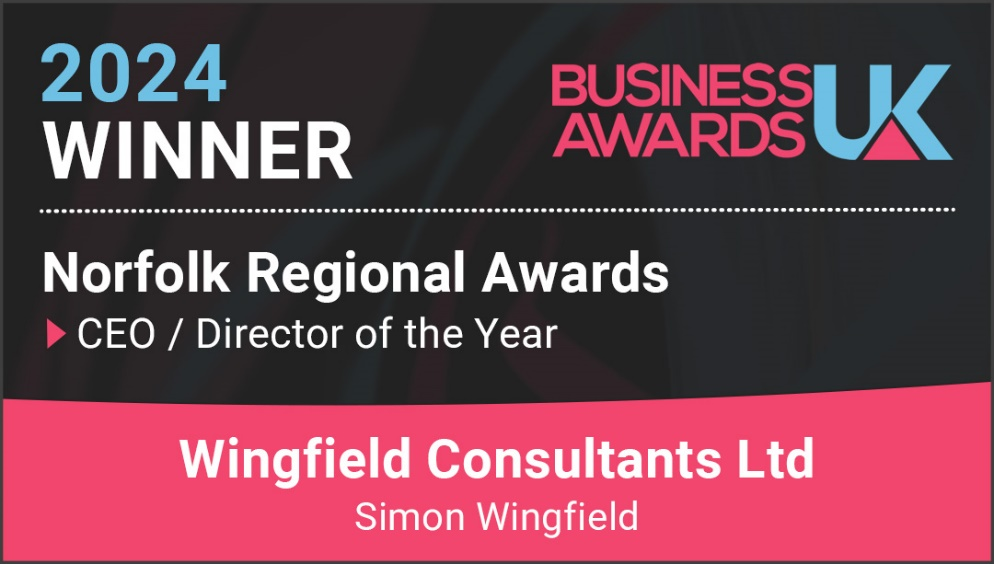 2024
WINNER
BUSINESS
AWARDS
UK
Norfolk Regional Awards
CEO / Director of the Year
Wingfield Consultants Ltd
Simon Wingfield